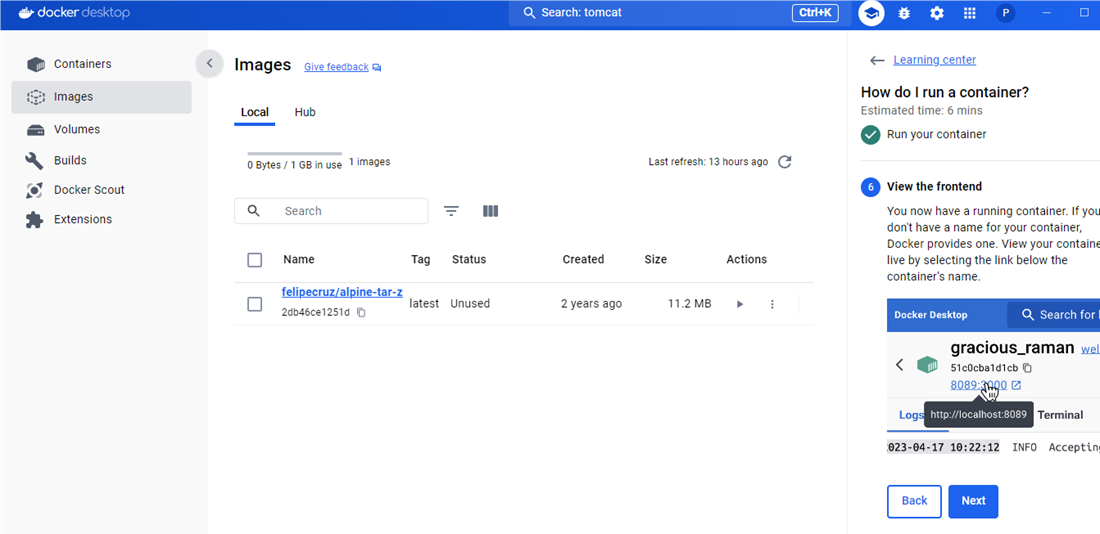 docker desktop
Search: tomcat
Ctrl+K
P
Containers
Images
Volumes
Builds
Docker Scout
Extensions
Images
Give feedback
Local
Hub
0 Bytes / 1 GB in use
1 images
Last refresh: 13 hours ago
Search
Name Tag Status Created Size Actions
felipecruz/alpine-tar-z
latest Unused 2 years ago 11.2 MB
2db46ce1251d
Learning center
How do I run a container?
Estimated time: 6 mins
Run your container
6
View the frontend
You now have a running container. If you
don't have a name for your container,
Docker provides one. View your containe
live by selecting the link below the
container's name.
Docker Desktop
Search for
gracious_raman
wel
51c0cba1d1cb
8089:3000
Logs
http://localhost:8089
Terminal
023-04-17 10:22:12 INFO Accepting
Back
Next